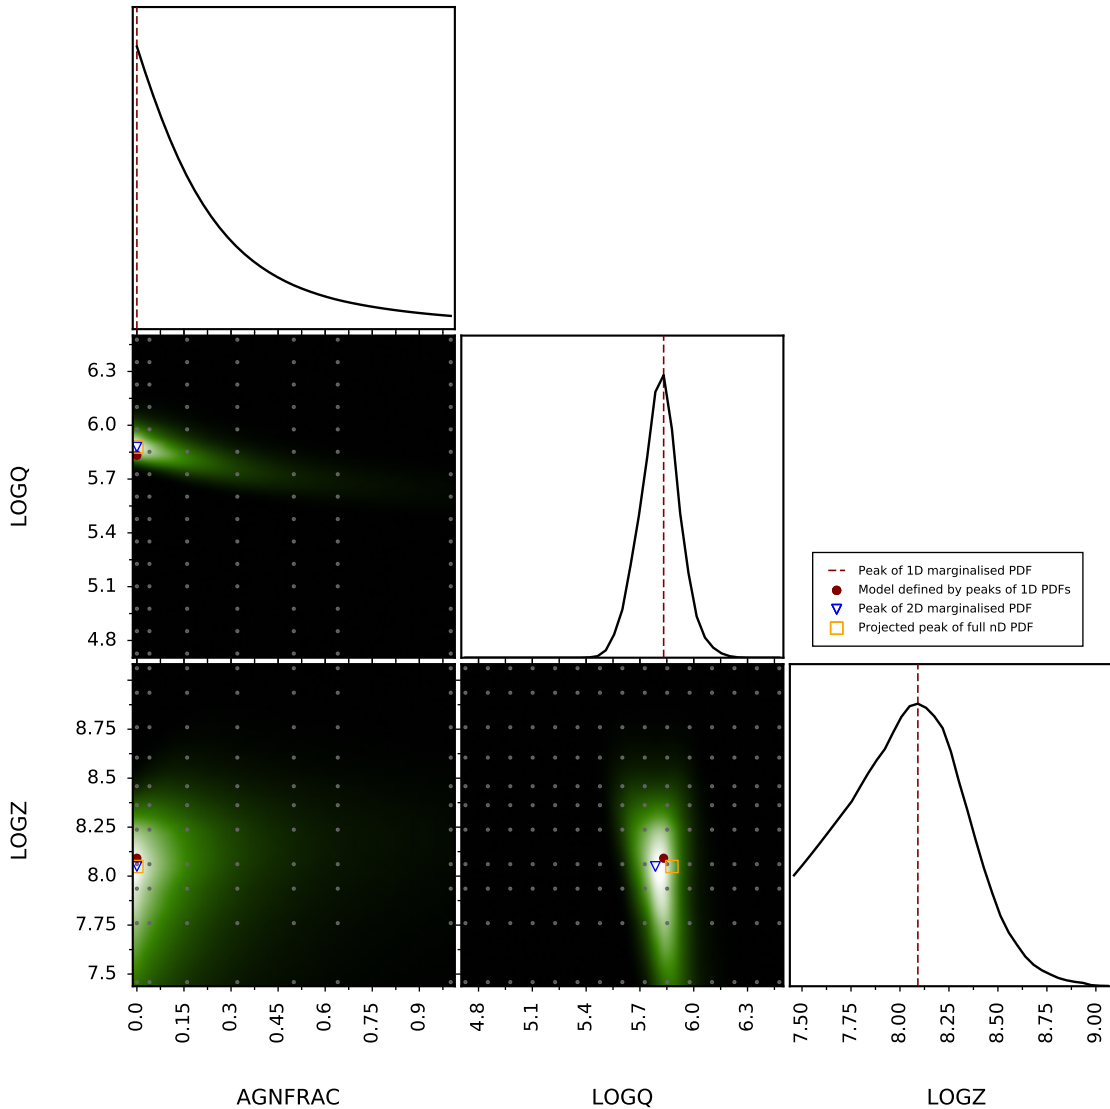 LOGQ
6.3
6.0
5.7
5.4
5.1
4.8
Peak of 1D marginalised PDF
Model defined by peaks of 1D PDFs
Peak of 2D marginalised PDF
Projected peak of full nD PDF
LOGZ
8.75
8.5
8.25
8.0
7.75
7.5
0.0 0.15 0.3 0.45 0.6 0.75 0.9
4.8 5.1 5.4 5.7 6.0 6.3
7.50 7.75 8.00 8.25 8.50 8.75 9.00
AGNFRAC LOGQ LOGZ